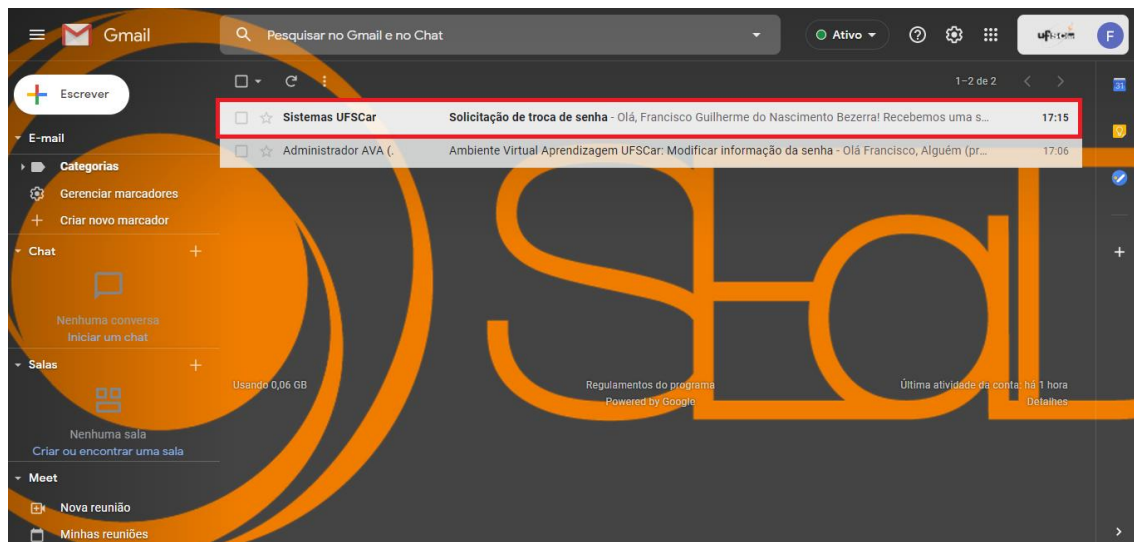 Gmail
Pesquisar no Gmail e no Chat
Ativo
F
Escrever
1–2 de 2
31
Sistemas UFSCar Solicitação de troca de senha - Olá, Francisco Guilherme do Nascimento Bezerra! Recebemos uma s... 17:15
Administrador AVA (. Ambiente Virtual Aprendizagem UFSCar: Modificar informação da senha - Olá Francisco, Alguém (pr... 17:06
E-mail
Categorias
Gerenciar marcadores
Criar novo marcador
Chat
Nenhuma conversa
Iniciar um chat
Salas
Nenhuma sala
Criar ou encontrar uma sala
Meet
Nova reunião
Minhas reuniões
Usando 0,06 GB
Regulamentos do programa
Powered by Google
Última atividade da conta: há 1 hora
Detalhes